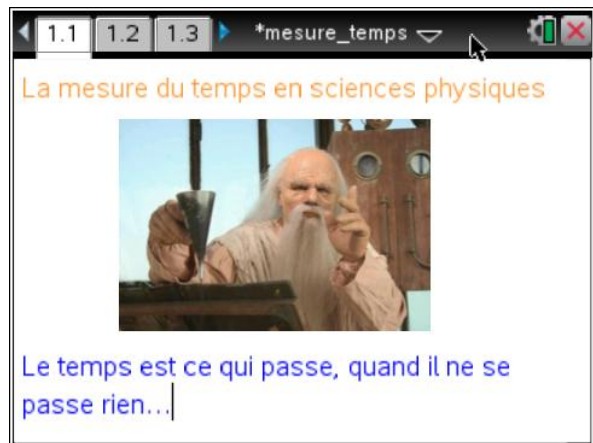 1.1 1.2 1.3 *mesure_temps
La mesure du temps en sciences physiques
Le temps est ce qui passe, quand il ne se
passe rien...